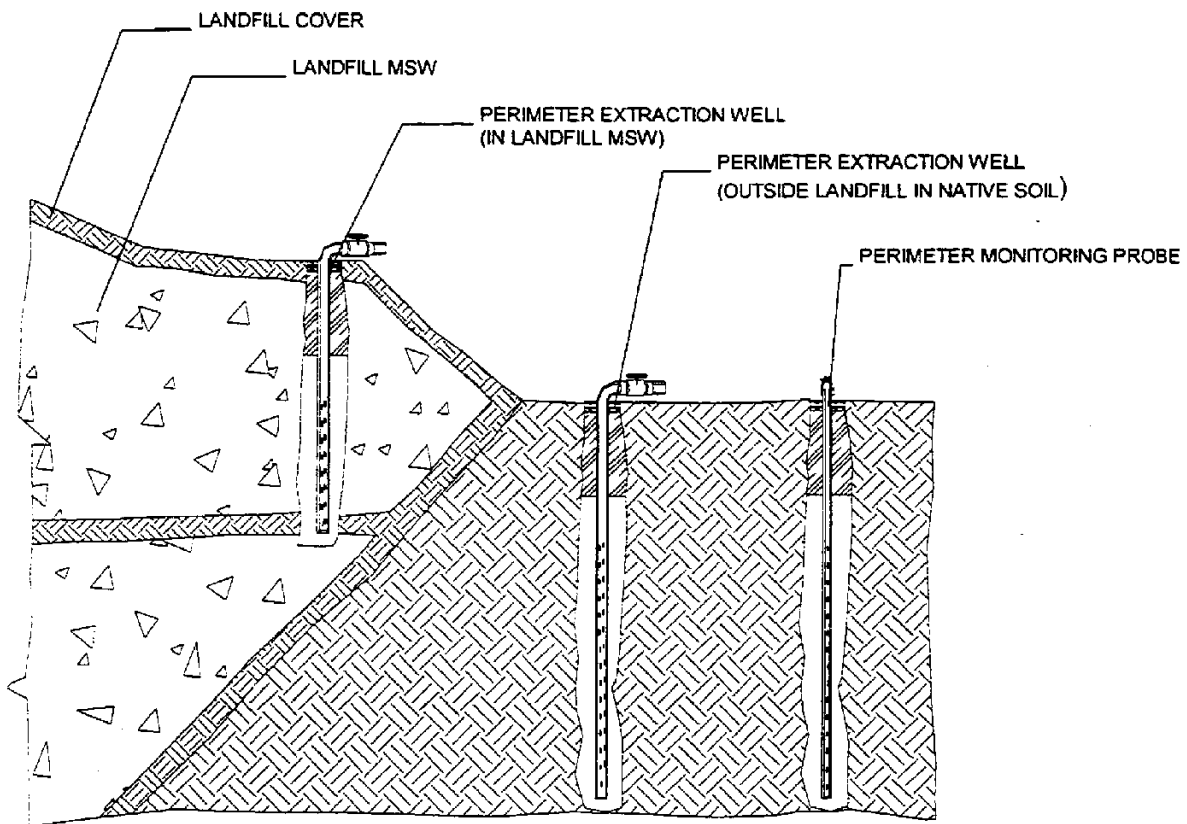 LANDFILL COVER
LANDFILL MSW
PERIMETER EXTRACTION WELL
(IN LANDFILL MSW)
PERIMETER EXTRACTION WELL
(OUTSIDE LANDFILL IN NATIVE SOIL)
PERIMETER MONITORING PROBE